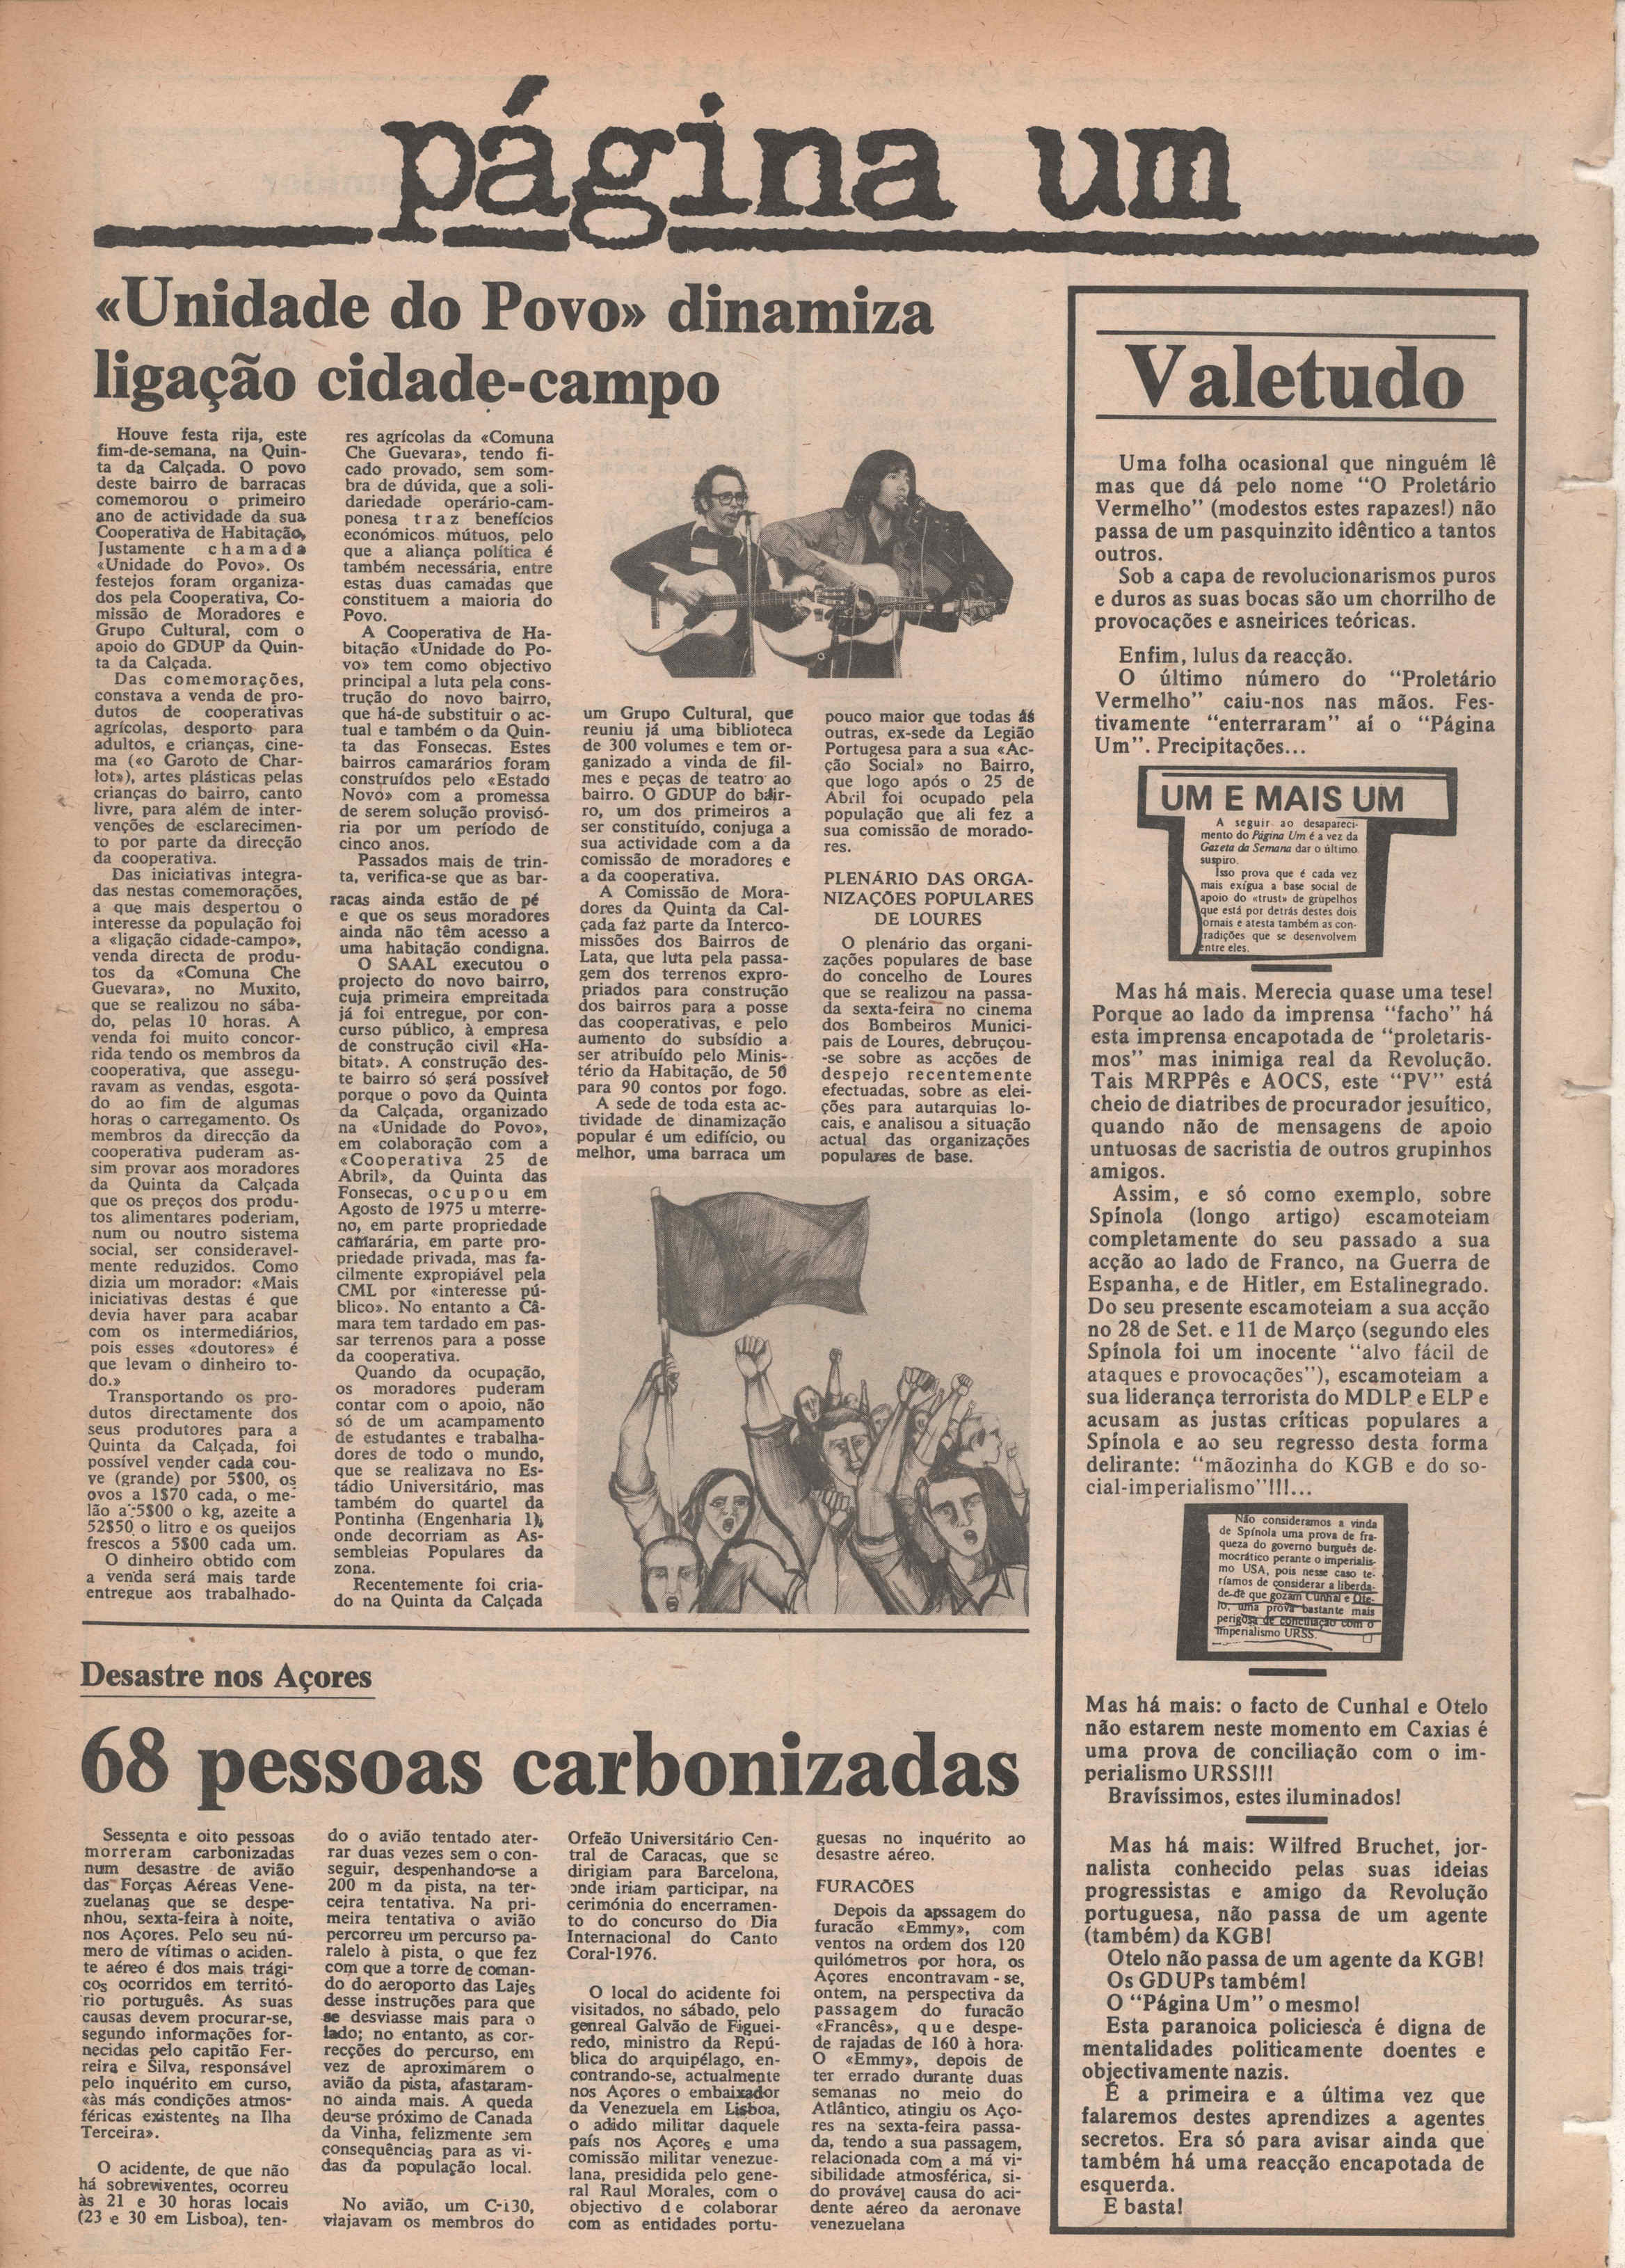 página um
«Unidade do Povo» dinamiza
ligação cidade-campo
Houve festa rija, este
fim-de-semana, na Quin-
ta da Calçada. O povo
deste bairro de barracas
comemorou o primeiro
ano de actividade da sua
Cooperativa de Habitação,
Justamente chamada
«Unidade do Povo». Os
festejos foram organiza-
dos pela Cooperativa, Co-
missão de Moradores e
Grupo Cultural, com o
apoio do GDUP da Quin-
ta da Calçada.
Das comemorações,
constava a venda de pro-
dutos de cooperativas
agrícolas, desporto para
adultos, e crianças, cine-
ma («o Garoto de Char-
lot»), artes plásticas pelas
crianças do bairro, canto
livre, para além de inter-
venções de esclarecimen-
to por parte da direcção
da cooperativa.
Das iniciativas integra-
das nestas comemorações,
a que mais despertou o
interesse da população foi
a «ligação cidade-campo»,
venda directa de produ-
tos da «Comuna Che
Guevara», no Muxito,
que se realizou no sába-
do, pelas 10 horas. A
venda foi muito concor-
rida tendo os membros da
cooperativa, que assegu-
ravam as vendas, esgota-
do ao fim de algumas
horas o carregamento. Os
membros da direcção da
cooperativa puderam as-
sim provar aos moradores
da Quinta da Calçada
que os preços dos produ-
tos alimentares poderiam,
num ou noutro sistema
social, ser consideravel-
mente reduzidos. Como
dizia um morador: «Mais
iniciativas destas é que
devia haver para acabar
com os intermediários,
pois esses «doutores» é
que levam o dinheiro to-
do.»
Transportando os pro-
dutos directamente dos
seus produtores para a
Quinta da Calçada, foi
possível vender cada cou-
ve (grande) por 5$00, os
ovos a 1$70 cada, o me-
lão a 5$00 o kg, azeite a
52$50 o litro e os queijos
frescos a 5$00 cada um.
O dinheiro obtido com
a venda será mais tarde
entregue aos trabalhado-
res agrícolas da «Comuna
Che Guevara», tendo fi-
cado provado, sem som-
bra de dúvida, que a soli-
dariedade operário-cam-
ponesa traz benefícios
económicos mútuos, pelo
que a aliança política é
também necessária, entre
estas duas camadas que
constituem a maioria do
Povo.
A Cooperativa de Ha-
bitação «Unidade do Po-
vo» tem como objectivo
principal a luta pela cons-
trução do novo bairro,
que há-de substituir o ac-
tual e também o da Quin-
ta das Fonsecas. Estes
bairros camarários foram
construídos pelo «Estado
Novo» com a promessa
de serem solução provisó-
ria por um período de
cinco anos.
Passados mais de trin-
ta, verifica-se que as bar-
racas ainda estão de pé
e que os seus moradores
ainda não têm acesso a
uma habitação condigna.
O SAAL executou o
projecto do novo bairro,
cuja primeira empreitada
já foi entregue, por con-
curso público, à empresa
de construção civil «Ha-
bitat». A construção des-
te bairro só será possível
porque o povo da Quinta
da Calçada, organizado
na «Unidade do Povo»,
em colaboração com a
«Cooperativa 25 de
Abril», da Quinta das
Fonsecas, ocupou em
Agosto de 1975 u mterre-
no, em parte propriedade
camarária, em parte pro-
priedade privada, mas fa-
cilmente expropiável pela
CML por «interesse pú-
blico». No entanto a Câ-
mara tem tardado em pas-
sar terrenos para a posse
da cooperativa.
Quando da ocupação,
os moradores puderam
contar com o apoio, não
só de um acampamento
de estudantes e trabalha-
dores de todo o mundo,
que se realizava no Es-
tádio Universitário, mas
também do quartel da
Pontinha (Engenharia 1),
onde decorriam as As-
sembleias Populares da
zona.
Recentemente foi cria-
do na Quinta da Calçada
um Grupo Cultural, que
reuniu já uma biblioteca
de 300 volumes e tem or-
ganizado a vinda de fil-
mes e peças de teatro ao
bairro. O GDUP do bair-
ro, um dos primeiros a
ser constituído, conjuga a
sua actividade com a da
comissão de moradores e
a da cooperativa.
A Comissão de Mora-
dores da Quinta da Cal-
çada faz parte da Interco-
missões dos Bairros de
Lata, que luta pela passa-
gem dos terrenos expro-
priados para construção
dos bairros para a posse
das cooperativas, e pelo
aumento do subsídio a
ser atribuído pelo Minis-
tério da Habitação, de 50
para 90 contos por fogo.
A sede de toda esta ac-
tividade de dinamização
popular é um edifício, ou
melhor, uma barraca um
pouco maior que todas ás
outras, ex-sede da Legião
Portugesa para a sua «Ac-
ção Social» no Bairro,
que logo após o 25 de
Abril foi ocupado pela
população que ali fez a
sua comissão de morado-
res.
PLENÁRIO DAS ORGA-
NIZAÇÕES POPULARES
DE LOURES
O plenário das organi-
zações populares de base
do concelho de Loures
que se realizou na passa-
da sexta-feira no cinema
dos Bombeiros Munici-
pais de Loures, debruçou-
-se sobre as acções de
despejo recentemente
efectuadas, sobre as elei-
ções para autarquias lo-
cais, e analisou a situação
actual das organizações
populares de base.
Valetudo
Uma folha ocasional que ninguém lê
mas que dá pelo nome "O Proletário
Vermelho" (modestos estes rapazes!) não
passa de um pasquinzito idêntico a tantos
outros.
Sob a capa de revolucionarismos puros
e duros as suas bocas são um chorrilho de
provocações e asneirices teóricas.
Enfim, lulus da reacção.
O último número do "Proletário
Vermelho" caiu-nos nas mãos. Fes-
tivamente "enterraram" aí o "Página
Um". Precipitações...
UM E MAIS UM
A seguir ao desapareci-
mento do Página Um é a vez da
Gazeta da Semana dar o último
suspiro.
Isso prova que é cada vez
mais exígua a base social de
apoio do «trust» de grupelhos
que está por detrás destes dois
jornais e atesta também as con-
tradições que se desenvolvem
entre eles.
Mas há mais. Merecia quase uma tese!
Porque ao lado da imprensa "facho" há
esta imprensa encapotada de "proletaris-
mos" mas inimiga real da Revolução.
Tais MRPPês e AOCS, este "PV" está
cheio de diatribes de procurador jesuítico,
quando não de mensagens de apoio
untuosas de sacristia de outros grupinhos
amigos.
Assim, e só como exemplo, sobre
Spínola (longo artigo) escamoteiam
completamente do seu passado a sua
acção ao lado de Franco, na Guerra de
Espanha, e de Hitler, em Estalinegrado.
Do seu presente escamoteiam a sua acção
no 28 de Set. e 11 de Março (segundo eles
Spínola foi um inocente "alvo fácil de
ataques e provocações"), escamoteiam a
sua liderança terrorista do MDLP e ELP e
acusam as justas críticas populares a
Spínola e ao seu regresso desta forma
delirante: "mãozinha do KGB e do so-
cial-imperialismo"!!!...
Não consideramos a vinda
de Spínola uma prova de fra-
queza do governo burguês de-
mocrático perante o imperialis-
mo USA, pois nesse caso te-
ríamos de considerar a liberda-
de de que gozam Cunhal e Ote-
lo, uma prova bastante mais
perigosa de conciliação com o
imperialismo URSS.
Mas há mais: o facto de Cunhal e Otelo
não estarem neste momento em Caxias é
uma prova de conciliação com o im-
perialismo URSS!!!
Bravíssimos, estes iluminados!
Mas há mais: Wilfred Bruchet, jor-
nalista conhecido pelas suas ideias
progressistas e amigo da Revolução
portuguesa, não passa de um agente
(também) da KGB!
Otelo não passa de um agente da KGB!
Os GDUPs também!
O "Página Um" o mesmo!
Esta paranoica policiesca é digna de
mentalidades politicamente doentes e
objectivamente nazis.
É a primeira e a última vez que
falaremos destes aprendizes a agentes
secretos. Era só para avisar ainda que
também há uma reacção encapotada de
esquerda.
E basta!
Desastre nos Açores
68 pessoas carbonizadas
Sessenta e oito pessoas
morreram carbonizadas
num desastre de avião
das Forças Aéreas Vene-
zuelanas que se despe-
nhou, sexta-feira à noite,
nos Açores. Pelo seu nú-
mero de vítimas o aciden-
te aéreo é dos mais trági-
cos ocorridos em territó-
rio português. As suas
causas devem procurar-se,
segundo informações for-
necidas pelo capitão Fer-
reira e Silva, responsável
pelo inquérito em curso,
«às más condições atmos-
féricas existentes na Ilha
Terceira».
O acidente, de que não
há sobreviventes, ocorreu
às 21 e 30 horas locais
(23 e 30 em Lisboa), ten-
do o avião tentado ater-
rar duas vezes sem o con-
seguir, despenhando-se a
200 m da pista, na ter-
ceira tentativa. Na pri-
meira tentativa o avião
percorreu um percurso pa-
ralelo à pista, o que fez
com que a torre de coman-
do do aeroporto das Lajes
desse instruções para que
se desviasse mais para o
lado; no entanto, as cor-
recções do percurso, em
vez de aproximarem o
avião da pista, afastaram-
no ainda mais. A queda
deu-se próximo de Canada
da Vinha, felizmente sem
consequências para as vi-
das da população local.
No avião, um C-130,
viajavam os membros do
Orfeão Universitário Cen-
tral de Caracas, que se
dirigiam para Barcelona,
onde iriam participar, na
cerimónia do encerramen-
to do concurso do Dia
Internacional do Canto
Coral-1976.
O local do acidente foi
visitados, no sábado, pelo
genreal Galvão de Figuei-
redo, ministro da Repú-
blica do arquipélago, en-
contrando-se, actualmente
nos Açores o embaixador
da Venezuela em Lisboa,
o adido militar daquele
país nos Açores e uma
comissão militar venezue-
lana, presidida pelo gene-
ral Raul Morales, com o
objectivo de colaborar
com as entidades portu-
guesas no inquérito ao
desastre aéreo.
FURACÕES
Depois da apssagem do
furacão «Emmy», com
ventos na ordem dos 120
quilómetros por hora, os
Açores encontravam-se,
ontem, na perspectiva da
passagem do furacão
«Francês», que despe-
de rajadas de 160 à hora.
O «Emmy», depois de
ter errado durante duas
semanas no meio do
Atlântico, atingiu os Aço-
res na sexta-feira passa-
da, tendo a sua passagem,
relacionada com a má vi-
sibilidade atmosférica, si-
do provável causa do aci-
dente aéreo da aeronave
venezuelana